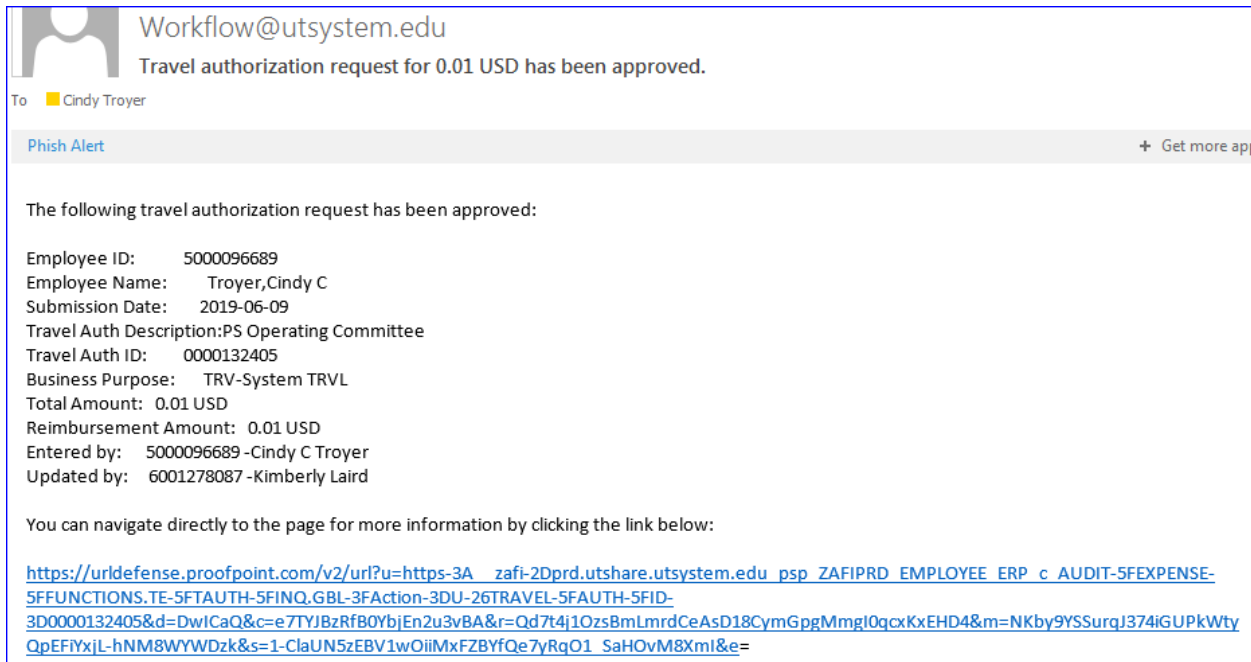 Workflow@utsystem.edu
Travel authorization request for 0.01 USD has been approved.
To Cindy Troyer
Phish Alert + Get more app
The following travel authorization request has been approved:
Employee ID: 5000096689
Employee Name: Troyer,Cindy C
Submission Date: 2019-06-09
Travel Auth Description:PS Operating Committee
Travel Auth ID: 0000132405
Business Purpose: TRV-System TRVL
Total Amount: 0.01 USD
Reimbursement Amount: 0.01 USD
Entered by: 5000096689 -Cindy C Troyer
Updated by: 6001278087 -Kimberly Laird
You can navigate directly to the page for more information by clicking the link below:
https://urldefense.proofpoint.com/v2/url?u=https-3A__zafi-2Dprd.utshare.utsystem.edu_psp_ZAFIPRD_EMPLOYEE_ERP_c_AUDIT-5FEXPENSE-
5FFUNCTIONS.TE-5FTAUTH-5FINQ.GBL-3FAction-3DU-26TRAVEL-5FAUTH-5FID-
3D0000132405&d=DwICaQ&c=e7TYJBzRfB0YbjEn2u3vBA&r=Qd7t4j1OzsBmLmrdCeAsD18CymGpgMmgI0qcxKxEHD4&m=NKby9YSSurqJ374iGUPkWty
QpEFiYxjL-hNM8WYWDzk&s=1-ClaUN5zEBV1wOiiMxFZBYfQe7yRqO1_SaHOvM8XmI&e=